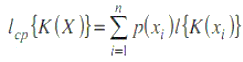 l_{cp}\{K(X)\} = \sum_{i=1}^{n} p(x_i) l\{K(x_i)\}